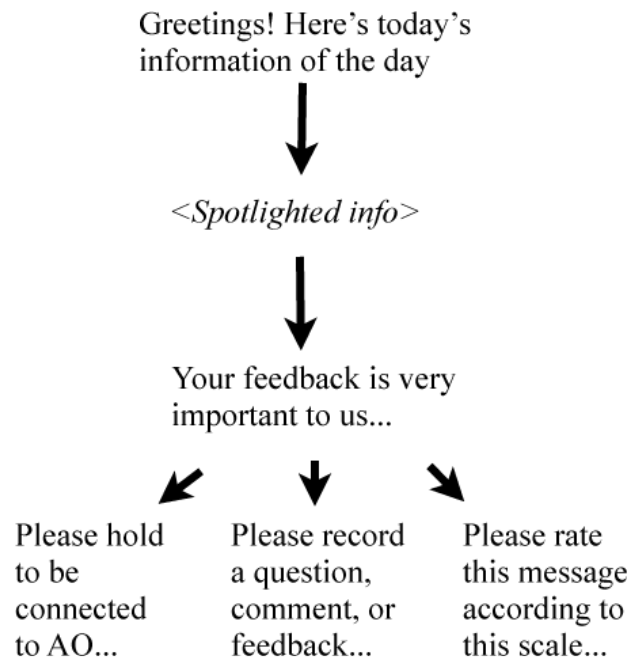 Greetings! Here’s today’s
information of the day
<Spotlighted info>
Your feedback is very
important to us...
Please hold
to be
connected
to AO...
Please record
a question,
comment, or
feedback...
Please rate
this message
according to
this scale...